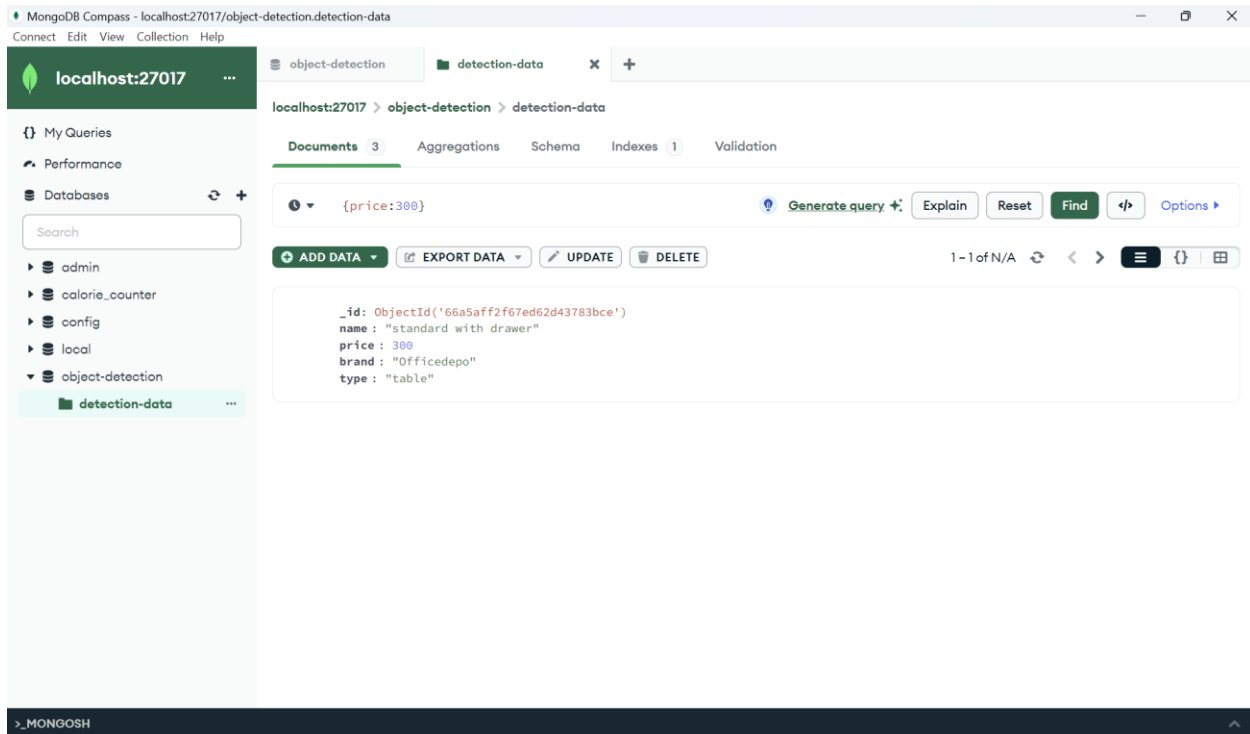 MongoDB Compass - localhost:27017/object-detection.detection-data
Connect Edit View Collection Help
localhost:27017 ...
{} My Queries
Performance
Databases
Search
admin
calorie_counter
config
local
object-detection
detection-data ...
object-detection
detection-data
localhost:27017 > object-detection > detection-data
Documents 3 Aggregations Schema Indexes 1 Validation
{price:300}
Generate query Explain Reset Find </> Options
ADD DATA EXPORT DATA UPDATE DELETE
1 – 1 of N/A {}
_id: ObjectId('66a5aff2f67ed62d43783bce')
name : "standard with drawer"
price : 300
brand : "Officedepo"
type : "table"
>_MONGOSH